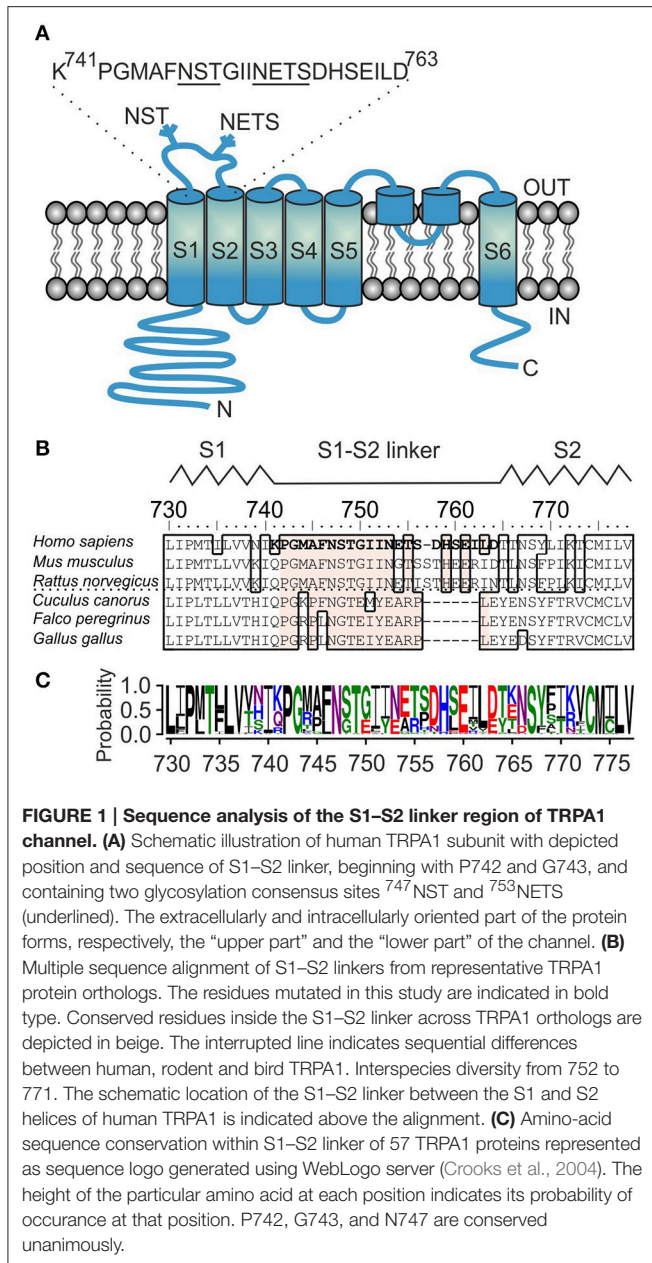 A
K741PGMAFNSTGIINETSDHSEILD763
NST
NETS
OUT
S1 S2 S3 S4 S5 S6
IN
N
C
B
S1 S1-S2 linker S2
730 740 750 760 770
Homo sapiens LIPMTILVVNIKPGMAFNSTGIINETS-DHSEILDTTNSYLIKTCMILV
Mus musculus LIPMTLLVVNIQPGMAFNSTGIINGTSSTHEERIDTLNSFPIKICMILV
Rattus norvegicus LIPMTLLVVNIQPGMAFNSTGIINETISTHEERINTLNSFPIKTCMILV
Cuculus canorus LIPLTLLVTHIQPGKPFNGTEMYEARP------LEYENSYFTRVCMILV
Falco peregrinus LIPLTLLVTHIQPGRPLNGTEIYEARP------LEYENSYFTRVCMILV
Gallus gallus LIPLTLLVTHIQPGRAFNGTEIYEARP------LEYEDSYFTRVCMILV
C
Probability
1.0
0.5
0.0
730 735 740 745 750 755 760 765 770 775
FIGURE 1 | Sequence analysis of the S1–S2 linker region of TRPA1
channel. (A) Schematic illustration of human TRPA1 subunit with depicted
position and sequence of S1–S2 linker, beginning with P742 and G743, and
containing two glycosylation consensus sites 747NST and 753NETS
(underlined). The extracellularly and intracellularly oriented part of the protein
forms, respectively, the “upper part” and the “lower part” of the channel. (B)
Multiple sequence alignment of S1–S2 linkers from representative TRPA1
protein orthologs. The residues mutated in this study are indicated in bold
type. Conserved residues inside the S1–S2 linker across TRPA1 orthologs are
depicted in beige. The interrupted line indicates sequential differences
between human, rodent and bird TRPA1. Interspecies diversity from 752 to
771. The schematic location of the S1–S2 linker between the S1 and S2
helices of human TRPA1 is indicated above the alignment. (C) Amino-acid
sequence conservation within S1–S2 linker of 57 TRPA1 proteins represented
as sequence logo generated using WebLogo server (Crooks et al., 2004). The
height of the particular amino acid at each position indicates its probability of
occurance at that position. P742, G743, and N747 are conserved
unanimously.